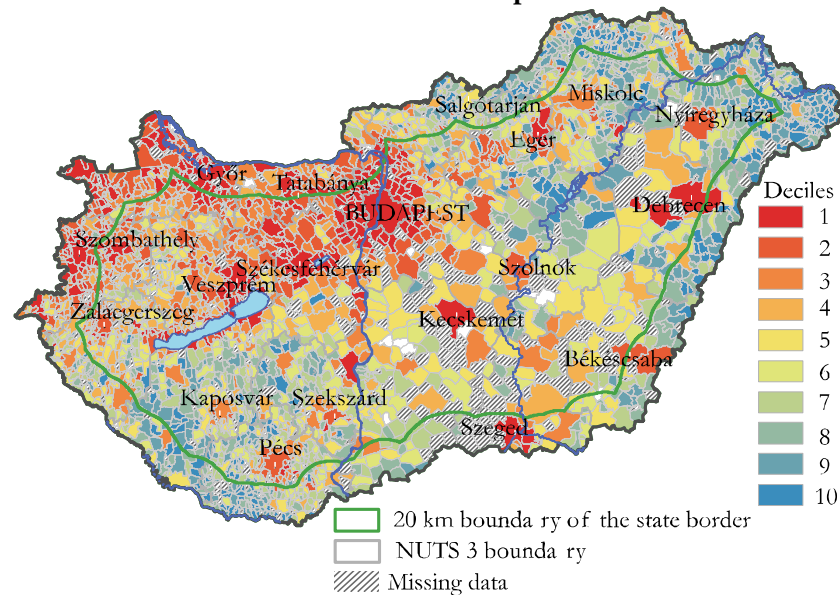 Salgótarján
Miskolc
Nyíregyháza
Eger
Győr
Tatabánya
BUDAPEST
Debrecen
Szombathely
Székesfehérvár
Veszprém
Szolnok
Zalaegerszeg
Kecskemét
Békéscsaba
Kaposvár
Szekszárd
Szeged
Pécs
Deciles
1
2
3
4
5
6
7
8
9
10
20 km bounda ry of the state border
NUTS 3 bounda ry
Missing data